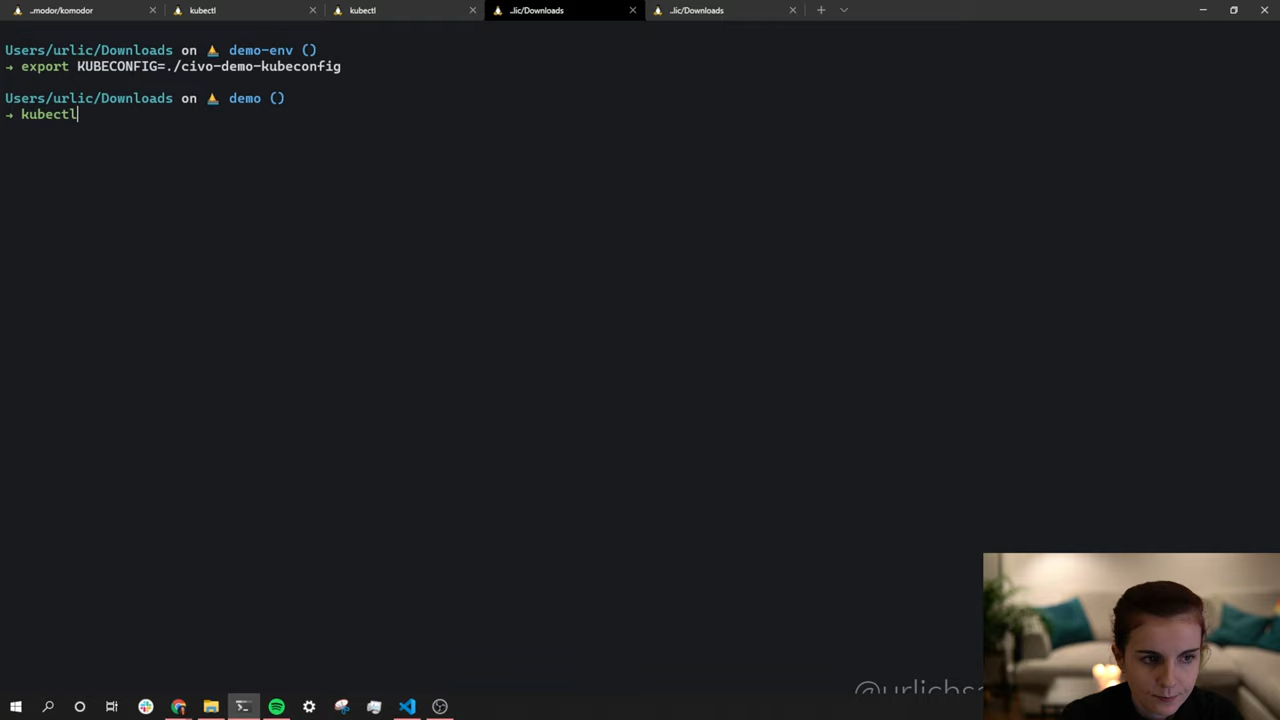 ..modor/komodor
kubectl
kubectl
..lic/Downloads
..lic/Downloads
Users/urlic/Downloads on demo-env ()
→ export KUBECONFIG=./civo-demo-kubeconfig
Users/urlic/Downloads on demo ()
→ kubectl